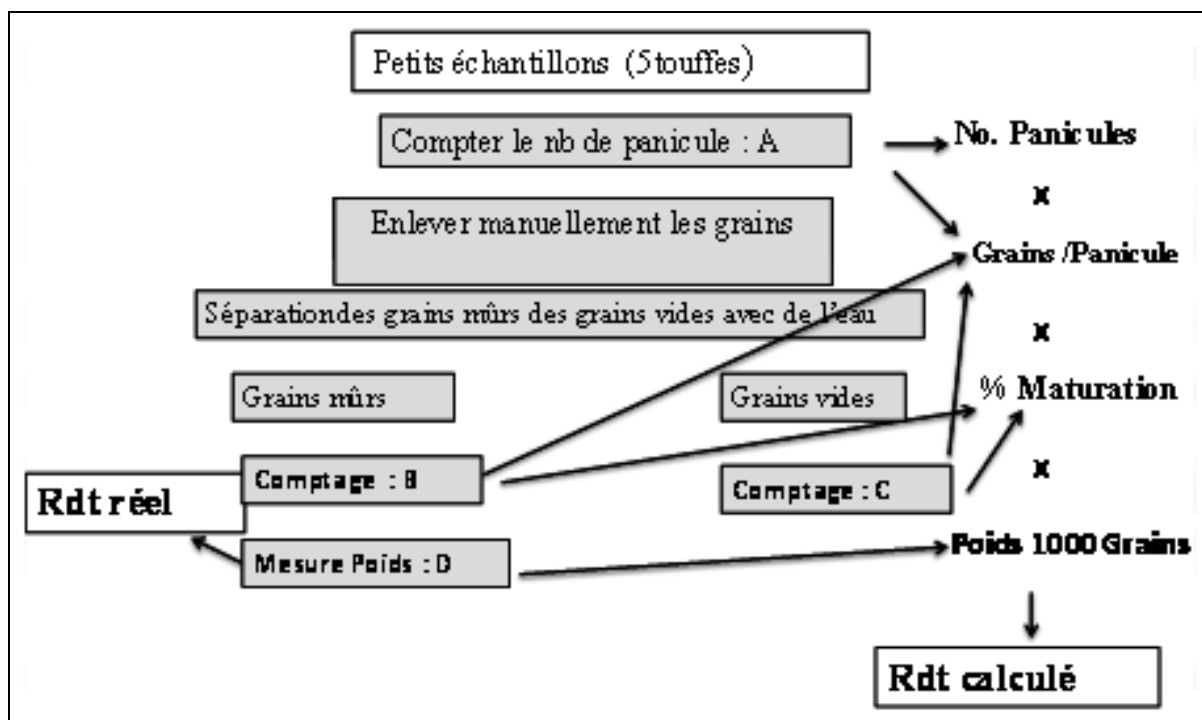 Petits échantillons (5touffes)
Compter le nb de panicule : A
No. Panicules
x
Enlever manuellement les grains
Grains /Panicule
Séparationdes grains mûrs des grains vides avec de l'eau
x
Grains mûrs
Grains vides
% Maturation
Comptage : B
Comptage : C
x
Rdt réel
Mesure Poids : D
Poids 1000 Grains
Rdt calculé